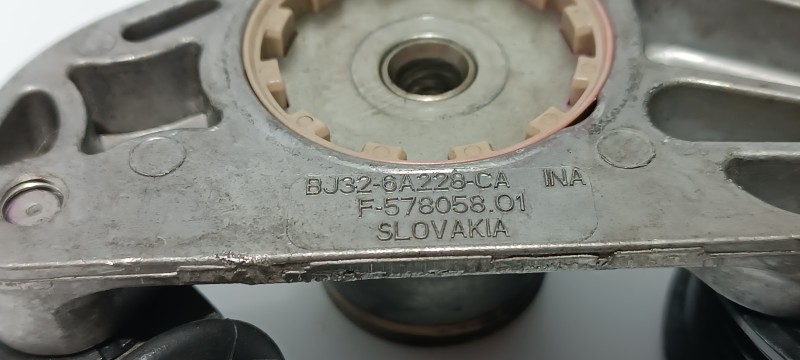 BJ32-6A228-CA INA
F-578058.01
SLOVAKIA